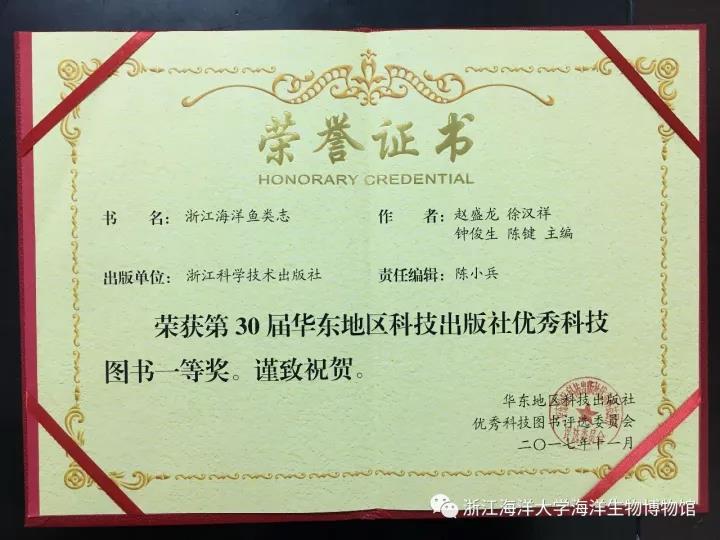 荣誉证书
HONORARY CREDENTIAL
书 名： 浙江海洋鱼类志 作 者： 赵盛龙 徐汉祥
钟俊生 陈健 主编
出版单位： 浙江科学技术出版社 责任编辑： 陈小兵
荣获第 30 届华东地区科技出版社优秀科技
图书一等奖。谨致祝贺。
华东地区科技出版社
优秀科技图书评选委员会
二〇一七年十一月
浙江海洋大学海洋生物博物馆